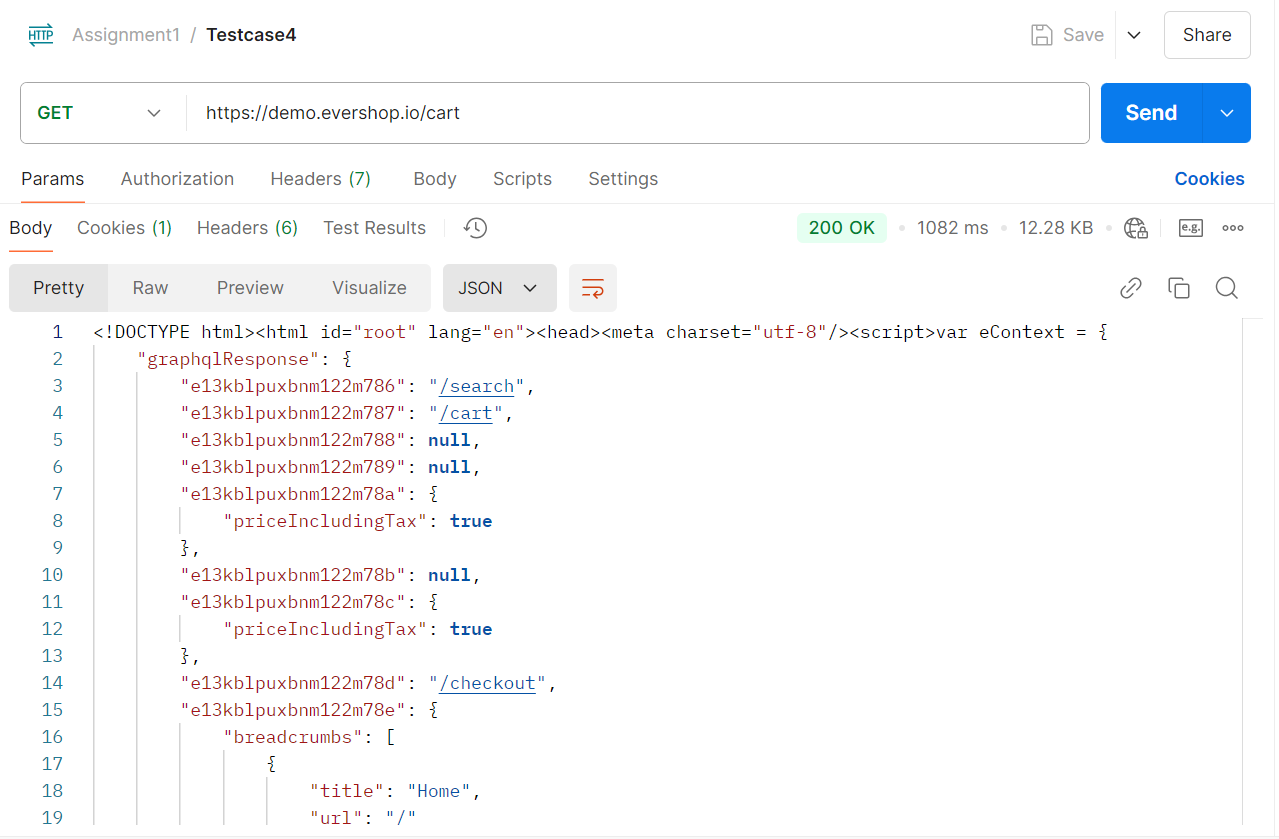 HTTP Assignment1 / Testcase4 Save Share
GET https://demo.evershop.io/cart Send
Params Authorization Headers (7) Body Scripts Settings Cookies
Body Cookies (1) Headers (6) Test Results 200 OK • 1082 ms • 12.28 KB • e.g.
Pretty Raw Preview Visualize JSON
1 <!DOCTYPE html><html id="root" lang="en"><head><meta charset="utf-8"/><script>var eContext = {
2 "graphqlResponse": {
3 "e13kblpuxbnm122m786": "/search",
4 "e13kblpuxbnm122m787": "/cart",
5 "e13kblpuxbnm122m788": null,
6 "e13kblpuxbnm122m789": null,
7 "e13kblpuxbnm122m78a": {
8 "priceIncludingTax": true
9 },
10 "e13kblpuxbnm122m78b": null,
11 "e13kblpuxbnm122m78c": {
12 "priceIncludingTax": true
13 },
14 "e13kblpuxbnm122m78d": "/checkout",
15 "e13kblpuxbnm122m78e": {
16 "breadcrumbs": [
17 {
18 "title": "Home",
19 "url": "/"